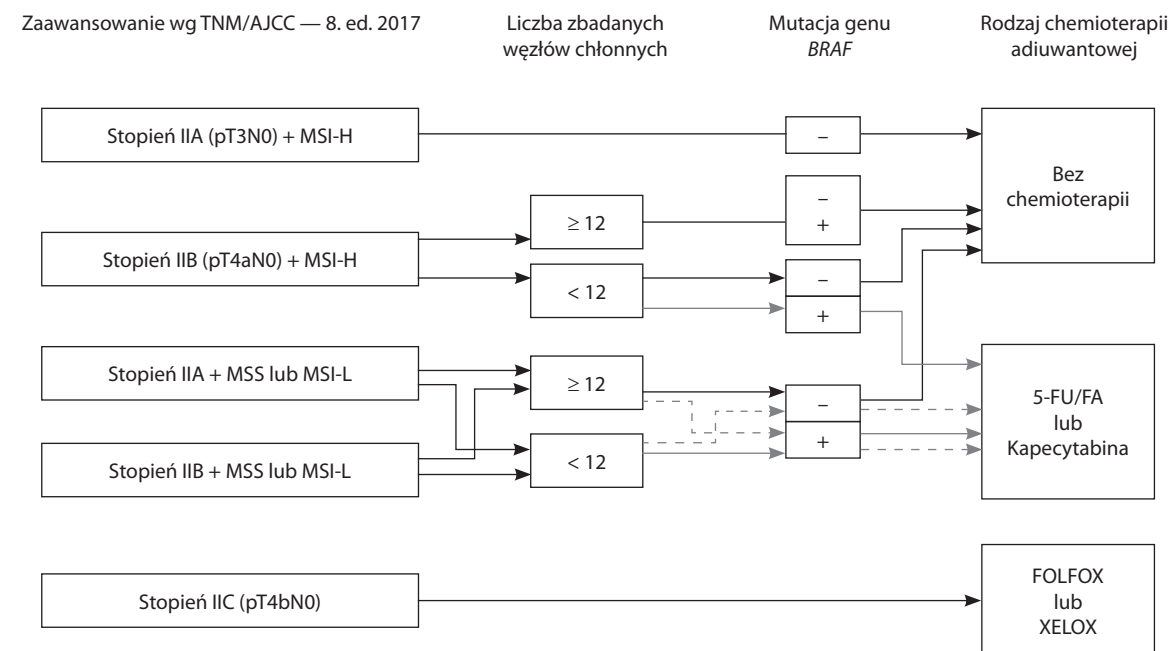 Zaawansowanie wg TNM/AJCC — 8. ed. 2017
Liczba zbadanych
węzłów chłonnych
Mutacja genu
BRAF
Rodzaj chemioterapii
adiuwantowej
Stopień IIA (pT3N0) + MSI-H
–
Bez
chemioterapii
Stopień IIB (pT4aN0) + MSI-H
≥ 12
–
+
< 12
–
+
Stopień IIA + MSS lub MSI-L
≥ 12
–
+
5-FU/FA
lub
Kapecytabina
Stopień IIB + MSS lub MSI-L
< 12
Stopień IIC (pT4bN0)
FOLFOX
lub
XELOX